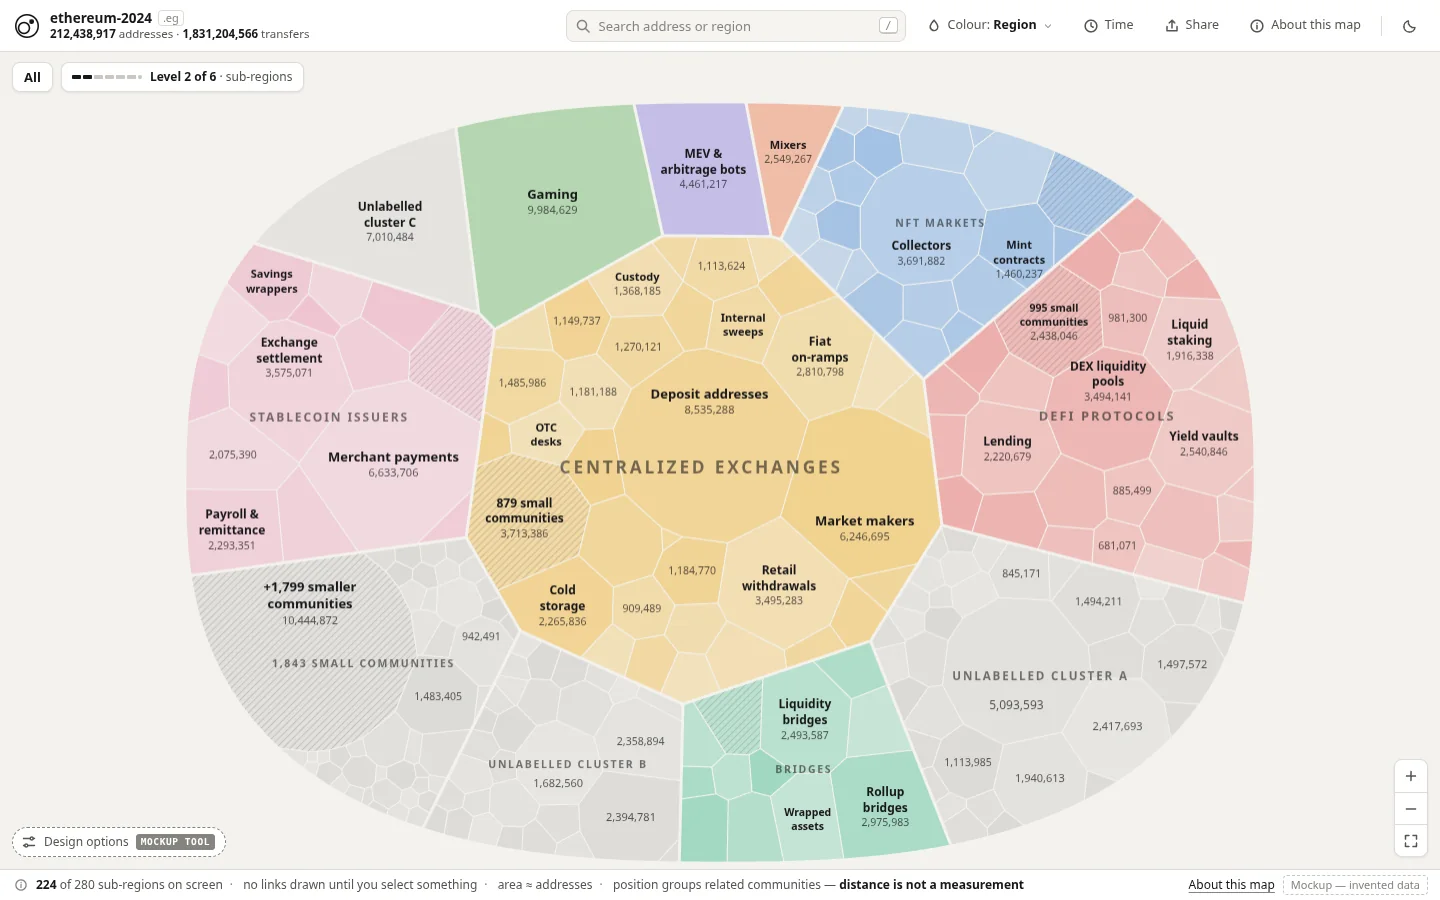 ethereum-2024 .eg
212,438,917 addresses · 1,831,204,566 transfers
Search address or region /
Colour: Region
Time
Share
About this map
All
Level 2 of 6 · sub-regions
Unlabelled
cluster C
7,010,484
Gaming
9,984,629
MEV &
arbitrage bots
4,461,217
Mixers
2,549,267
NFT MARKETS
Collectors
3,691,882
Mint
contracts
1,460,237
Savings
wrappers
Exchange
settlement
3,575,071
STABLECOIN ISSUERS
2,075,390
Merchant payments
6,633,706
Payroll &
remittance
2,293,351
Custody
1,368,185
1,113,624
1,149,737
Internal
sweeps
1,270,121
Fiat
on-ramps
2,810,798
1,485,986
1,181,188
Deposit addresses
8,535,288
OTC
desks
CENTRALIZED EXCHANGES
879 small
communities
3,713,386
Market makers
6,246,695
1,184,770
Retail
withdrawals
3,495,283
Cold
storage
2,265,836
909,489
995 small
communities
2,438,046
981,300
Liquid
staking
1,916,338
DEX liquidity
pools
3,494,141
DEFI PROTOCOLS
Lending
2,220,679
Yield vaults
2,540,846
885,499
681,071
+1,799 smaller
communities
10,444,872
942,491
1,843 SMALL COMMUNITIES
1,483,405
2,358,894
UNLABELLED CLUSTER B
1,682,560
2,394,781
Liquidity
bridges
2,493,587
BRIDGES
Wrapped
assets
Rollup
bridges
2,975,983
845,171
1,494,211
1,497,572
UNLABELLED CLUSTER A
5,093,593
2,417,693
1,113,985
1,940,613
Design options MOCKUP TOOL
224 of 280 sub-regions on screen · no links drawn until you select something · area ≈ addresses · position groups related communities — distance is not a measurement
About this map
Mockup — invented data